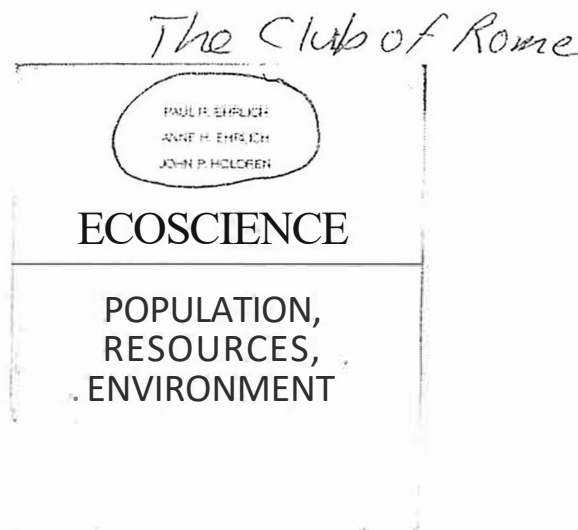 The Club of Rome
PAUL R. EHRLICH
ANNE H. EHRLICH
JOHN P. HOLDREN
ECOSCIENCE
POPULATION,
RESOURCES,
ENVIRONMENT